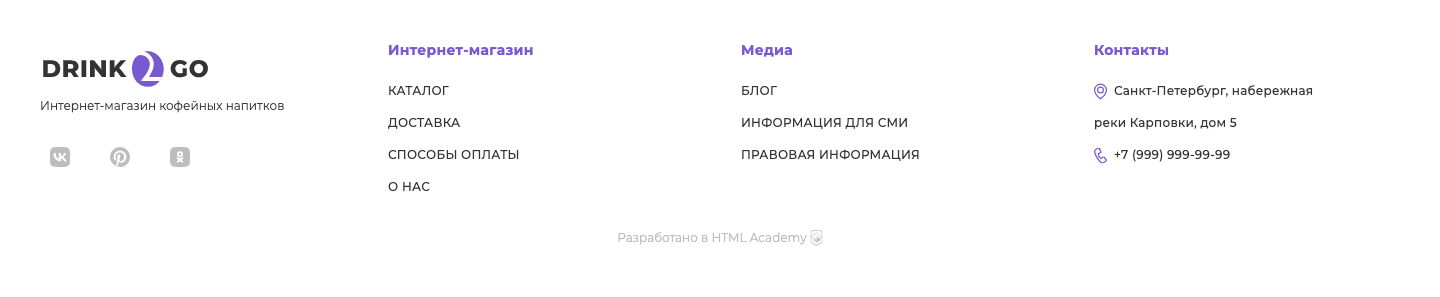 DRINK 2 GO
Интернет-магазин кофейных напитков
Интернет-магазин
КАТАЛОГ
ДОСТАВКА
СПОСОБЫ ОПЛАТЫ
О НАС
Медиа
БЛОГ
ИНФОРМАЦИЯ ДЛЯ СМИ
ПРАВОВАЯ ИНФОРМАЦИЯ
Контакты
Санкт-Петербург, набережная
реки Карповки, дом 5
+7 (999) 999-99-99
Разработано в HTML Academy